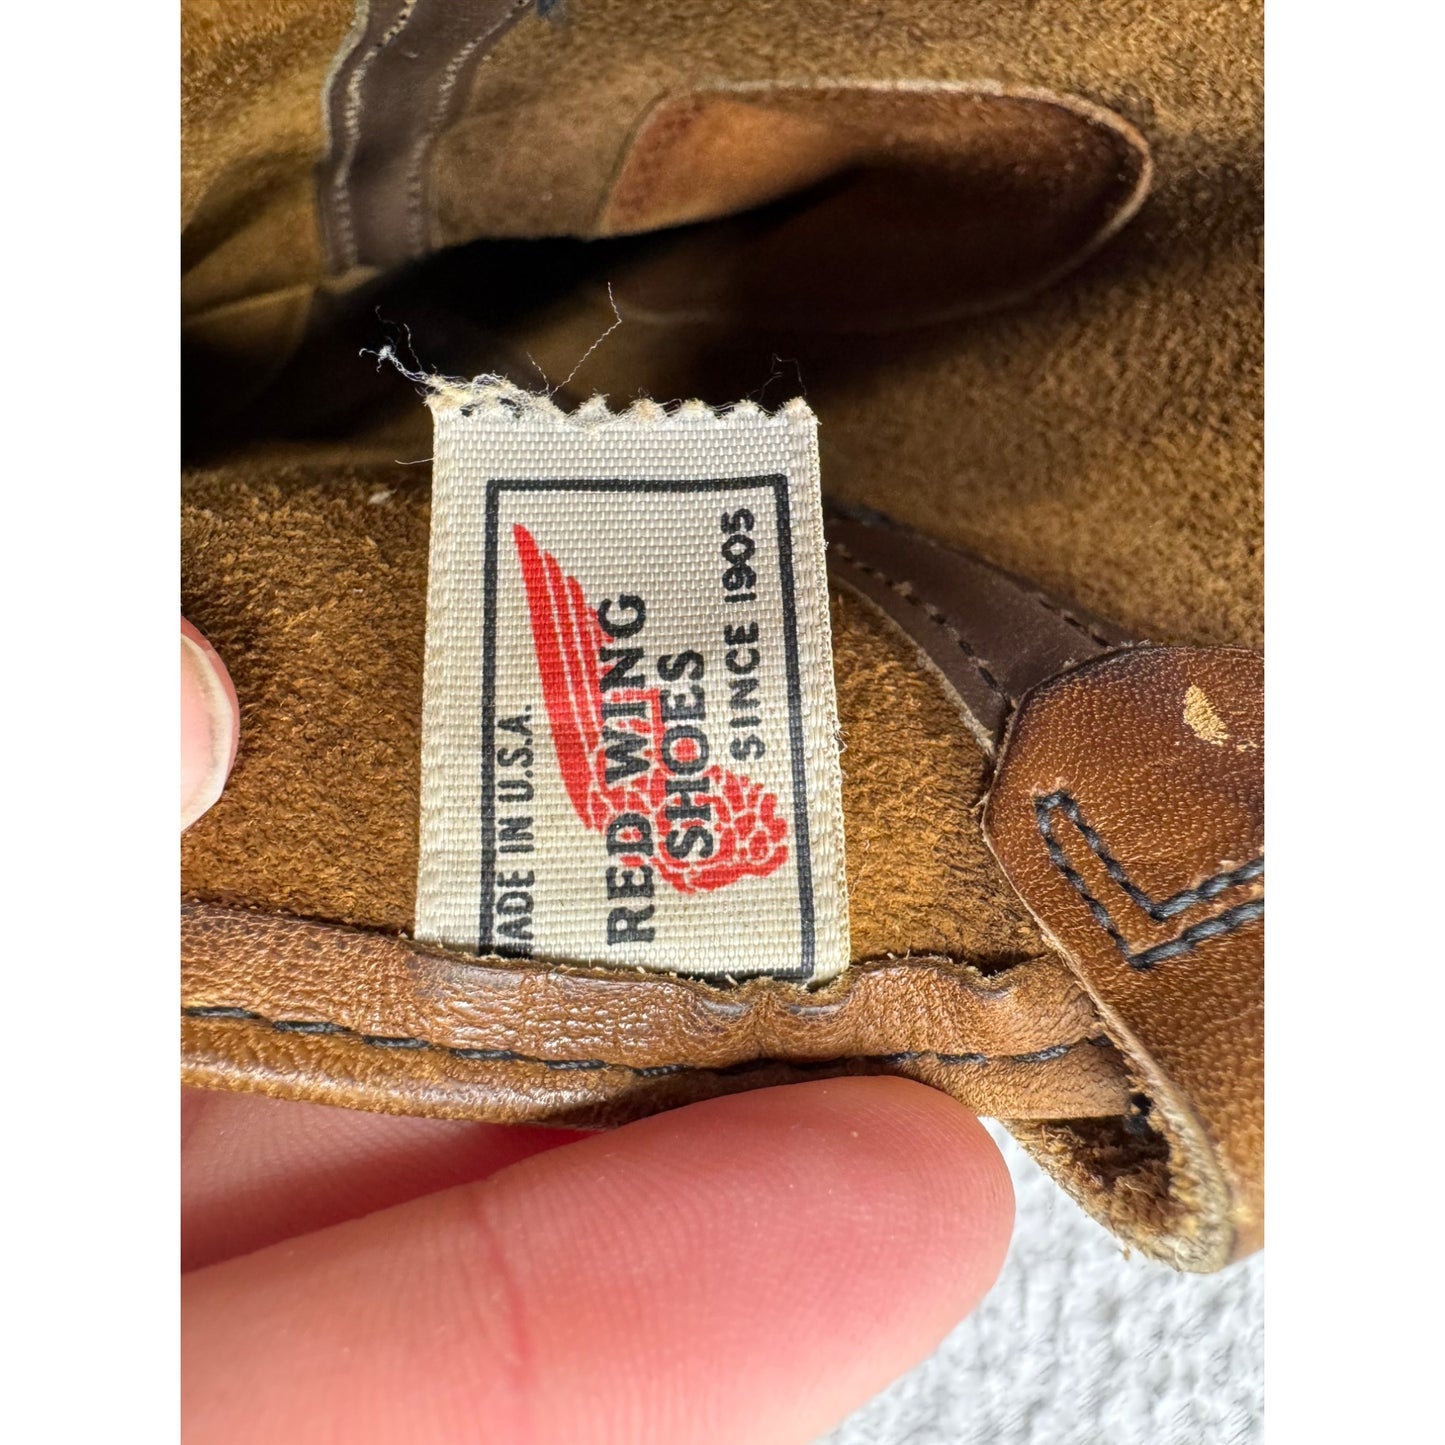 ADE IN U.S.A.
RED WING
SHOES
SINCE 1905